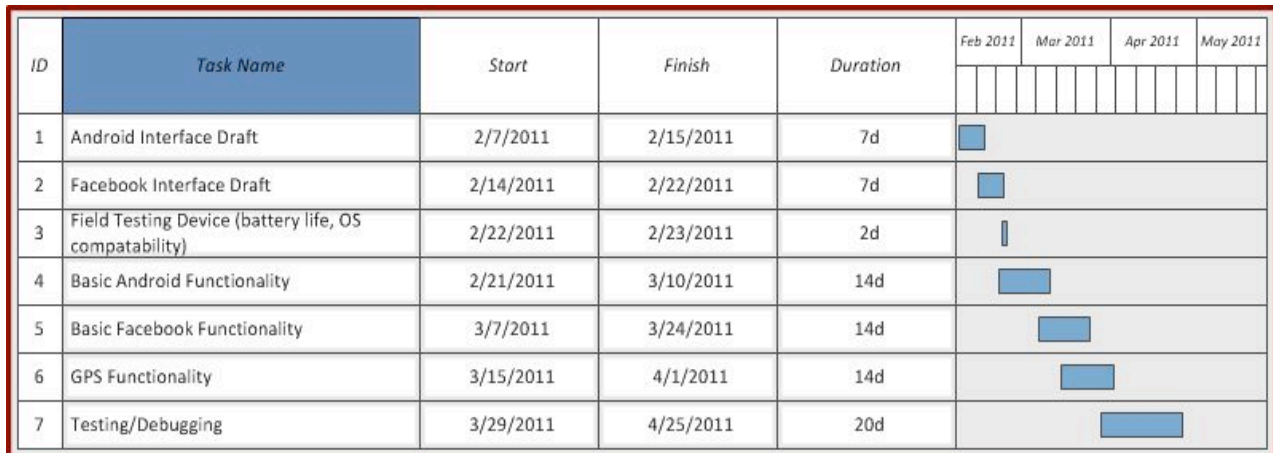 ID Task Name Start Finish Duration Feb 2011 Mar 2011 Apr 2011 May 2011
1 Android Interface Draft 2/7/2011 2/15/2011 7d
2 Facebook Interface Draft 2/14/2011 2/22/2011 7d
3 Field Testing Device (battery life, OS
compatability) 2/22/2011 2/23/2011 2d
4 Basic Android Functionality 2/21/2011 3/10/2011 14d
5 Basic Facebook Functionality 3/7/2011 3/24/2011 14d
6 GPS Functionality 3/15/2011 4/1/2011 14d
7 Testing/Debugging 3/29/2011 4/25/2011 20d